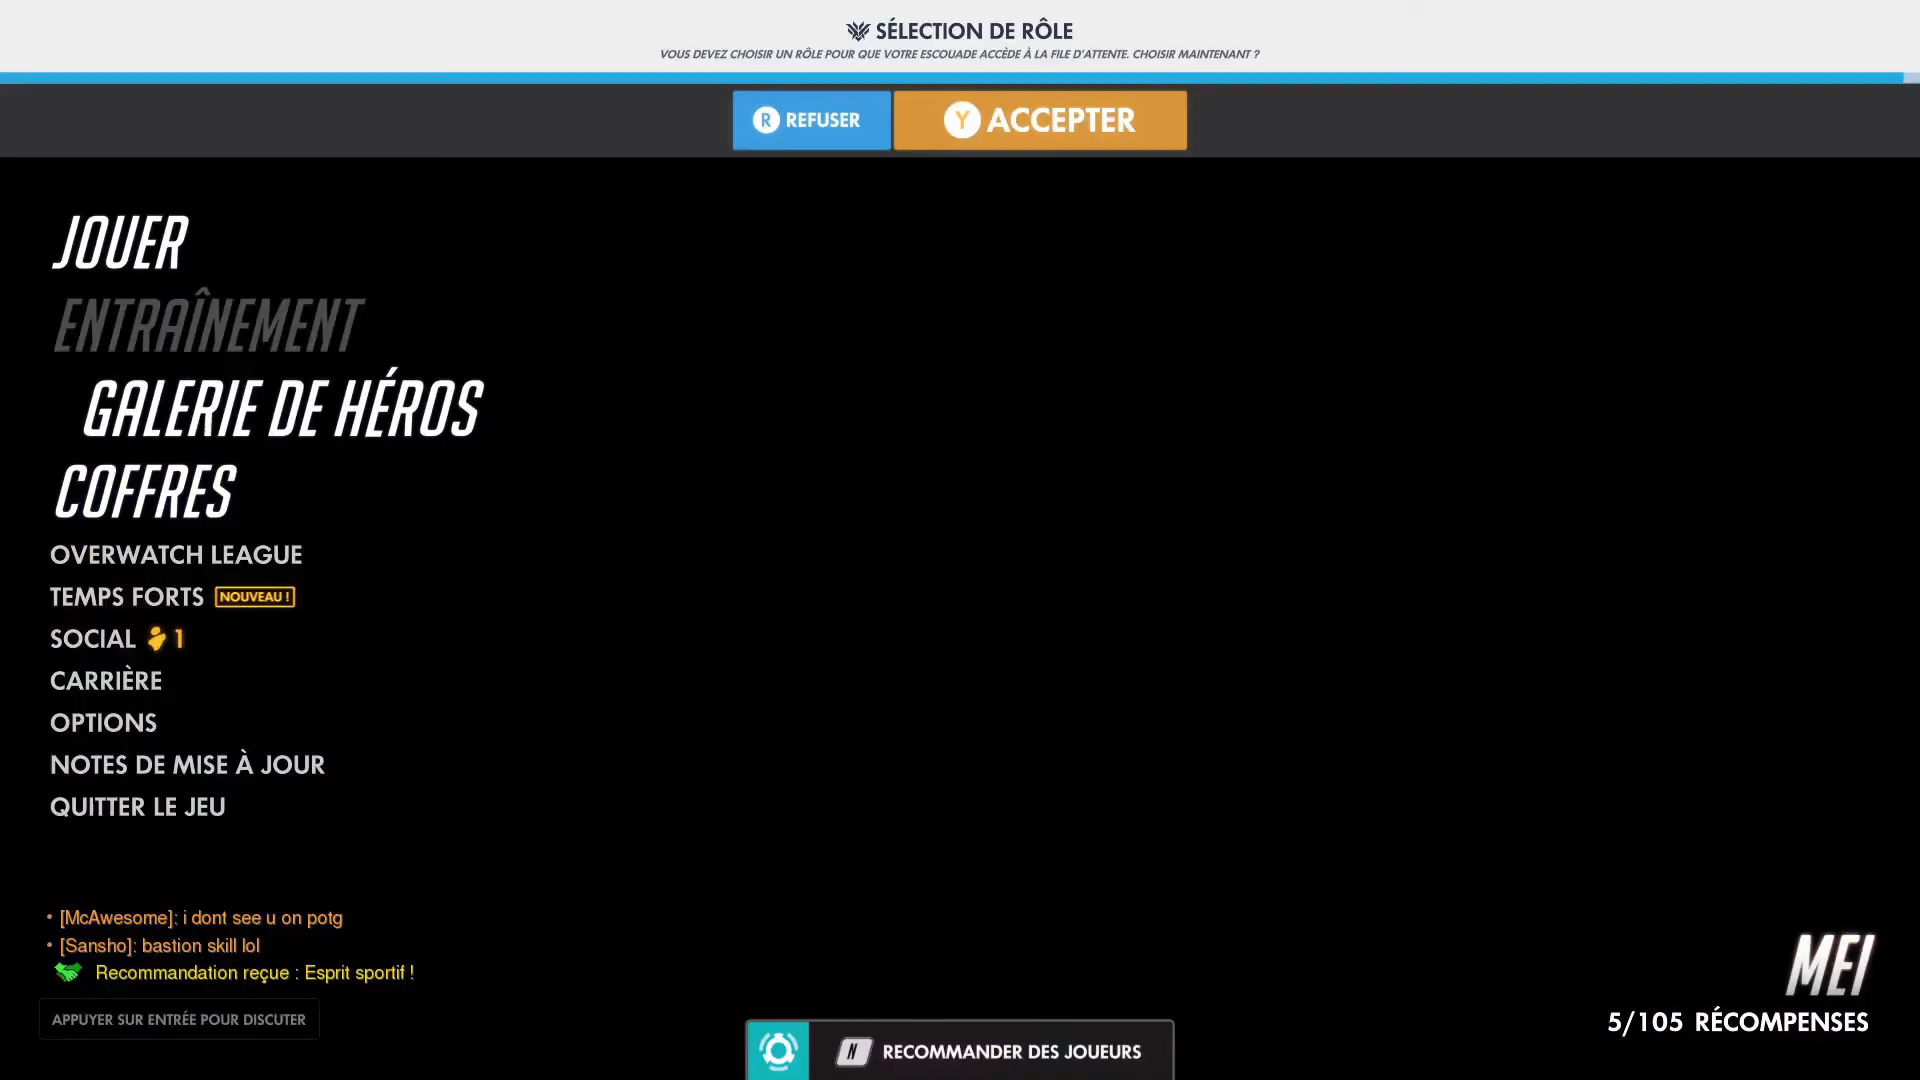 SÉLECTION DE RÔLE
VOUS DEVEZ CHOISIR UN RÔLE POUR QUE VOTRE ESCOUADE ACCÈDE À LA FILE D'ATTENTE. CHOISIR MAINTENANT ?
R REFUSER
Y ACCEPTER
JOUER
ENTRAÎNEMENT
GALERIE DE HÉROS
COFFRES
OVERWATCH LEAGUE
TEMPS FORTS NOUVEAU !
SOCIAL 1
CARRIÈRE
OPTIONS
NOTES DE MISE À JOUR
QUITTER LE JEU
• [McAwesome]: i dont see u on potg
• [Sansho]: bastion skill lol
Recommandation reçue : Esprit sportif !
APPUYER SUR ENTRÉE POUR DISCUTER
MEI
5/105 RÉCOMPENSES
N RECOMMANDER DES JOUEURS